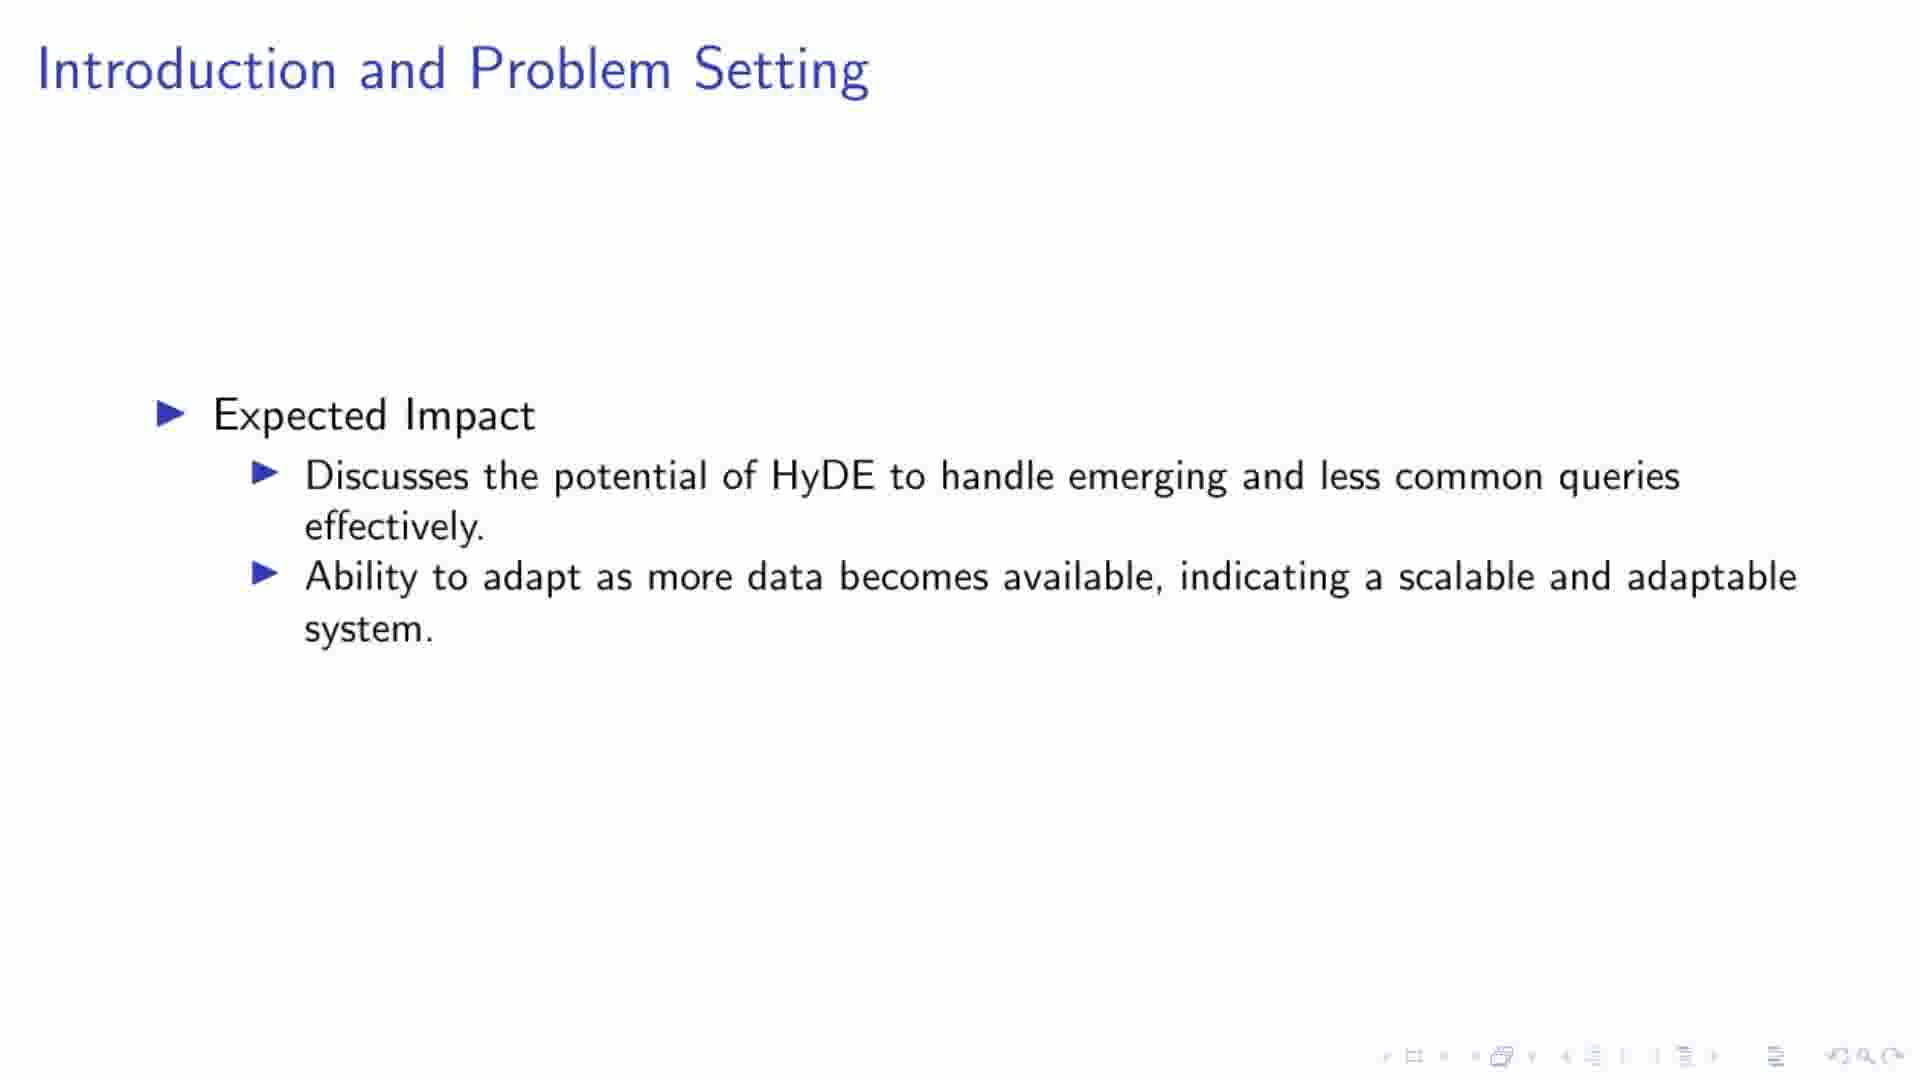 Introduction and Problem Setting
Expected Impact
Discusses the potential of HyDE to handle emerging and less common queries
effectively.
Ability to adapt as more data becomes available, indicating a scalable and adaptable
system.